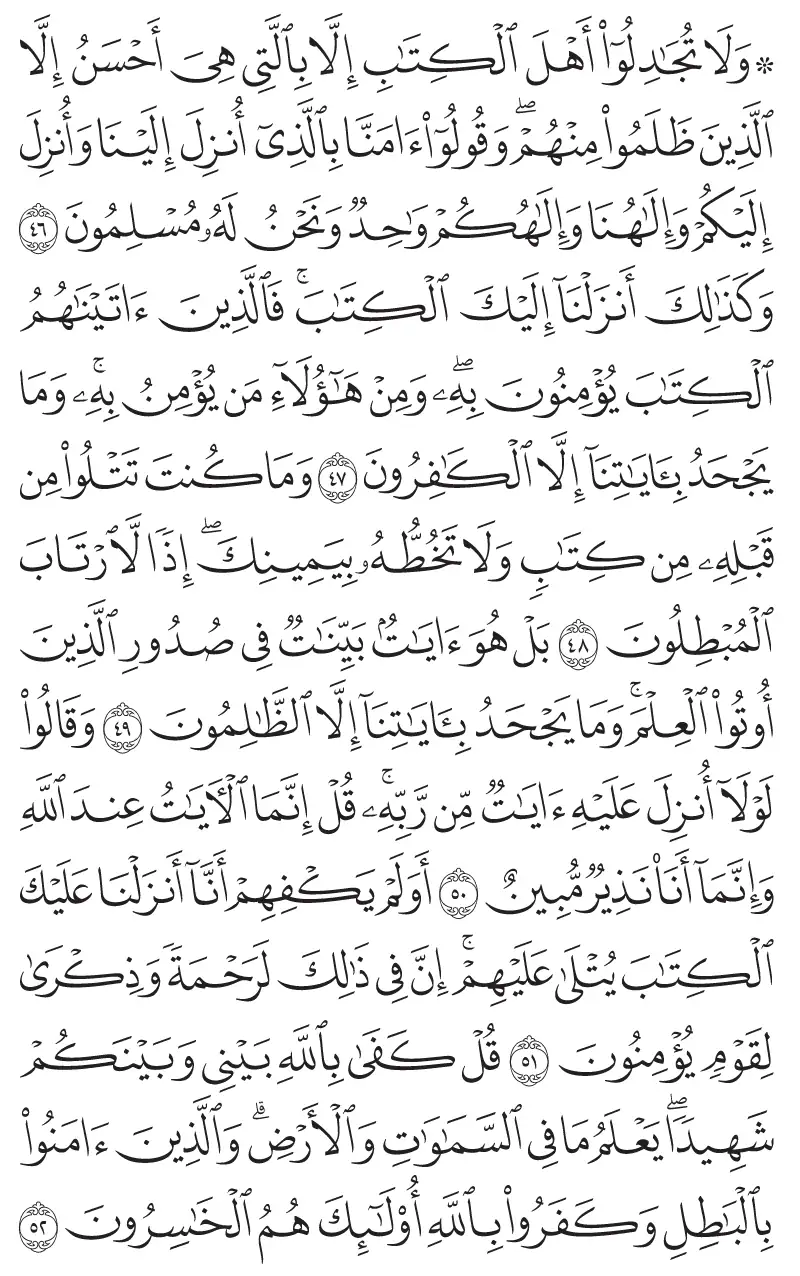 ۞ وَلَا تُجَٰدِلُوٓا۟ أَهْلَ ٱلْكِتَٰبِ إِلَّا بِٱلَّتِى هِىَ أَحْسَنُ إِلَّا
ٱلَّذِينَ ظَلَمُوا۟ مِنْهُمْ ۖ وَقُولُوٓا۟ ءَامَنَّا بِٱلَّذِىٓ أُنزِلَ إِلَيْنَا وَأُنزِلَ
إِلَيْكُمْ وَإِلَٰهُنَا وَإِلَٰهُكُمْ وَٰحِدٌ وَنَحْنُ لَهُۥ مُسْلِمُونَ ٤٦
وَكَذَٰلِكَ أَنزَلْنَآ إِلَيْكَ ٱلْكِتَٰبَ ۚ فَٱلَّذِينَ ءَاتَيْنَٰهُمُ
ٱلْكِتَٰبَ يُؤْمِنُونَ بِهِۦ ۖ وَمِنْ هَٰٓؤُلَآءِ مَن يُؤْمِنُ بِهِۦ ۚ وَمَا
يَجْحَدُ بِـَٔايَٰتِنَآ إِلَّا ٱلْكَٰفِرُونَ ٤٧ وَمَا كُنتَ تَتْلُوا۟ مِن
قَبْلِهِۦ مِن كِتَٰبٍ وَلَا تَخُطُّهُۥ بِيَمِينِكَ ۖ إِذًا لَّٱرْتَابَ
ٱلْمُبْطِلُونَ ٤٨ بَلْ هُوَ ءَايَٰتٌۢ بَيِّنَٰتٌ فِى صُدُورِ ٱلَّذِينَ
أُوتُوا۟ ٱلْعِلْمَ ۚ وَمَا يَجْحَدُ بِـَٔايَٰتِنَآ إِلَّا ٱلظَّٰلِمُونَ ٤٩ وَقَالُوا۟
لَوْلَآ أُنزِلَ عَلَيْهِ ءَايَٰتٌ مِّن رَّبِّهِۦ ۚ قُلْ إِنَّمَا ٱلْـَٔايَٰتُ عِندَ ٱللَّهِ
وَإِنَّمَآ أَنَا۠ نَذِيرٌ مُّبِينٌ ٥٠ أَوَلَمْ يَكْفِهِمْ أَنَّآ أَنزَلْنَا عَلَيْكَ
ٱلْكِتَٰبَ يُتْلَىٰ عَلَيْهِمْ ۚ إِنَّ فِى ذَٰلِكَ لَرَحْمَةً وَذِكْرَىٰ
لِقَوْمٍ يُؤْمِنُونَ ٥١ قُلْ كَفَىٰ بِٱللَّهِ بَيْنِى وَبَيْنَكُمْ
شَهِيدًا ۖ يَعْلَمُ مَا فِى ٱلسَّمَٰوَٰتِ وَٱلْأَرْضِ ۗ وَٱلَّذِينَ ءَامَنُوا۟
بِٱلْبَٰطِلِ وَكَفَرُوا۟ بِٱللَّهِ أُو۟لَٰٓئِكَ هُمُ ٱلْخَٰسِرُونَ ٥٢